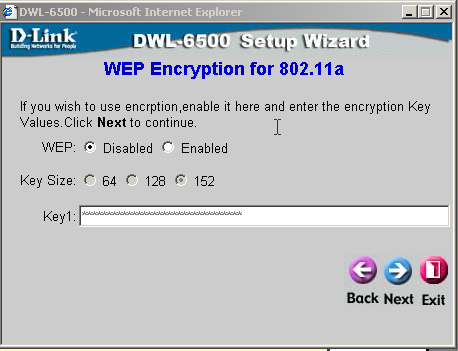 DWL-6500 - Microsoft Internet Explorer
D-Link
Building Networks for People
DWL-6500 Setup Wizard
WEP Encryption for 802.11a
If you wish to use encrption,enable it here and enter the encryption Key
Values.Click Next to continue.
WEP: Disabled Enabled
Key Size: 64 128 152
Key1: ********************************
Back Next Exit